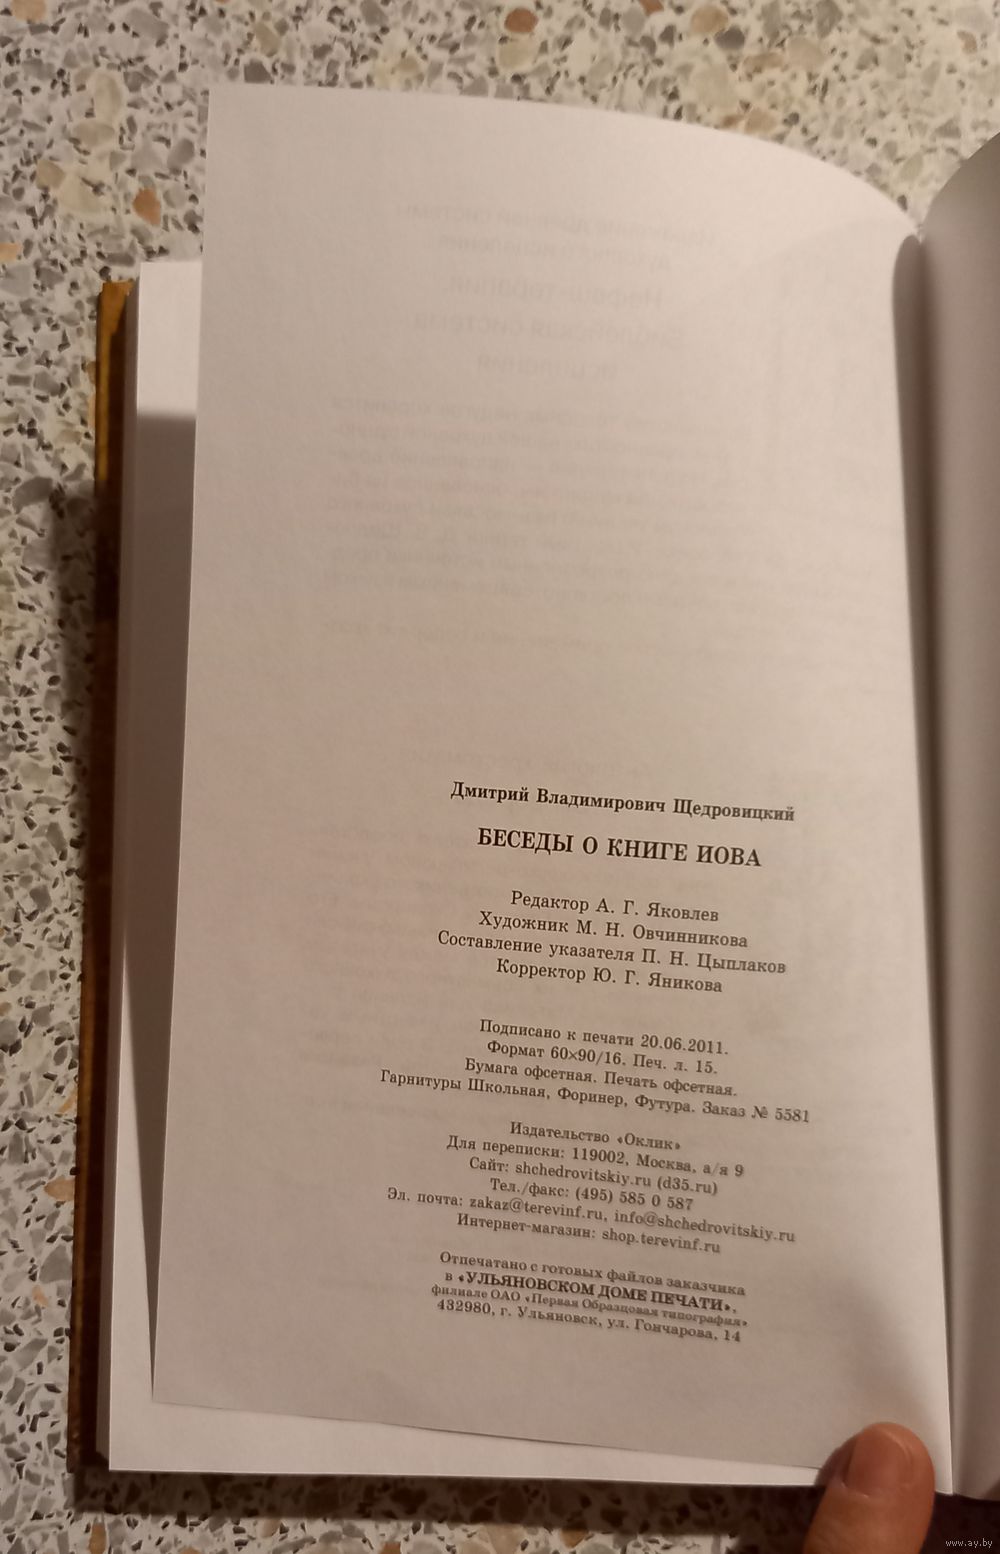 Дмитрий Владимирович Щедровицкий
БЕСЕДЫ О КНИГЕ ИОВА
Редактор А. Г. Яковлев
Художник М. Н. Овчинникова
Составление указателя П. Н. Цыплаков
Корректор Ю. Г. Яникова
Подписано к печати 20.06.2011.
Формат 60×90/16. Печ. л. 15.
Бумага офсетная. Печать офсетная.
Гарнитуры Школьная, Форинер, Футура. Заказ № 5581
Издательство «Оклик»
Для переписки: 119002, Москва, а/я 9
Сайт: shchedrovitskiy.ru (d35.ru)
Тел./факс: (495) 585 0 587
Эл. почта: zakaz@terevinf.ru, info@shchedrovitskiy.ru
Интернет-магазин: shop.terevinf.ru
Отпечатано с готовых файлов заказчика
в «УЛЬЯНОВСКОМ ДОМЕ ПЕЧАТИ»,
филиале ОАО «Первая Образцовая типография»
432980, г. Ульяновск, ул. Гончарова, 14
www.ay.by